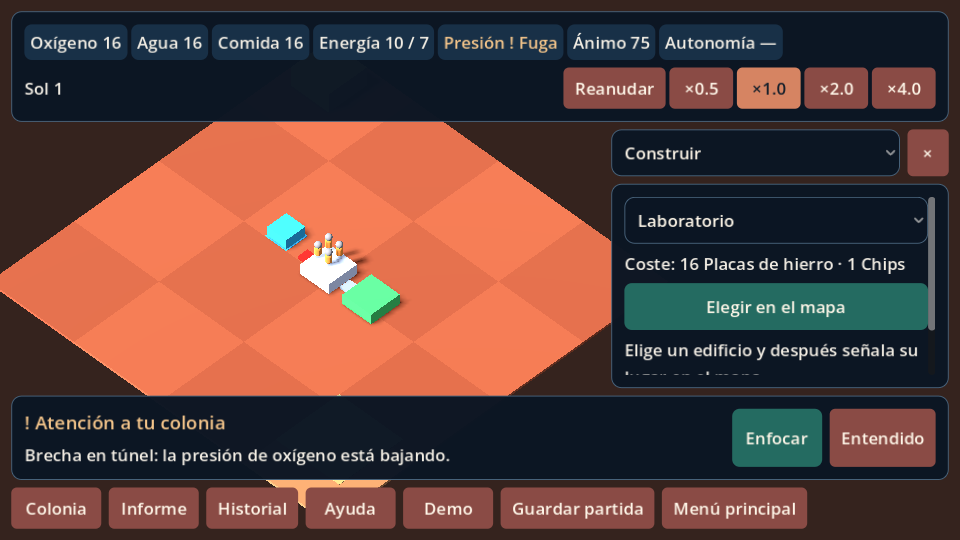 Oxígeno 16 Agua 16 Comida 16 Energía 10 / 7 Presión ! Fuga Ánimo 75 Autonomía —
Sol 1 Reanudar ×0.5 ×1.0 ×2.0 ×4.0
Construir ×
Laboratorio
Coste: 16 Placas de hierro · 1 Chips
Elegir en el mapa
Elige un edificio y después señala su
! Atención a tu colonia
Brecha en túnel: la presión de oxígeno está bajando.
Enfocar Entendido
Colonia Informe Historial Ayuda Demo Guardar partida Menú principal